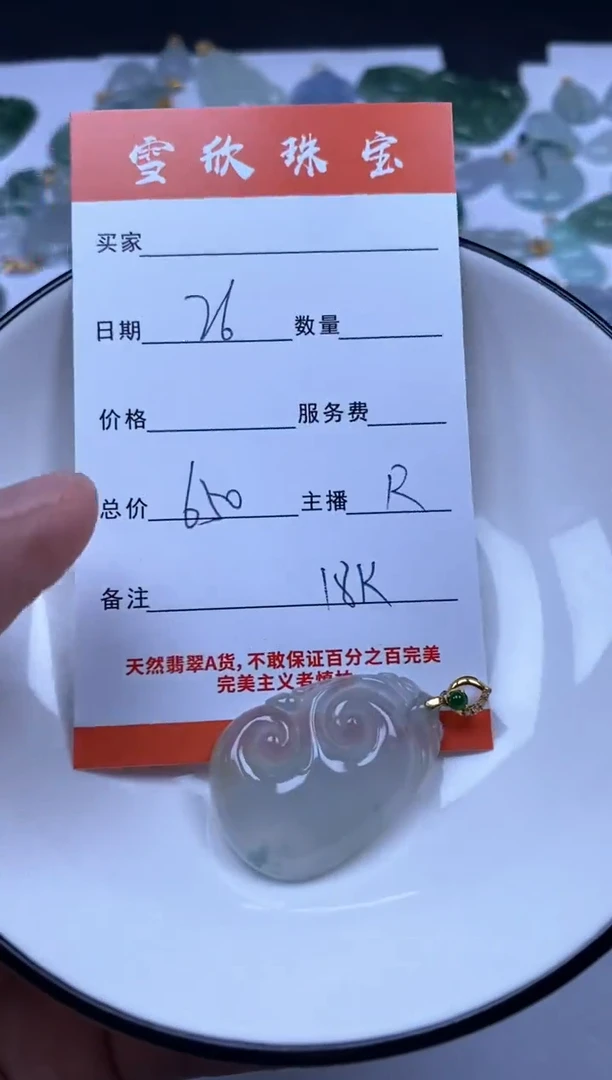 雪欣珠宝
买家
日期 26 数量
价格 服务费
总价 650 主播 R
备注 18K
天然翡翠A货,不敢保证百分之百完美
完美主义者慎拍